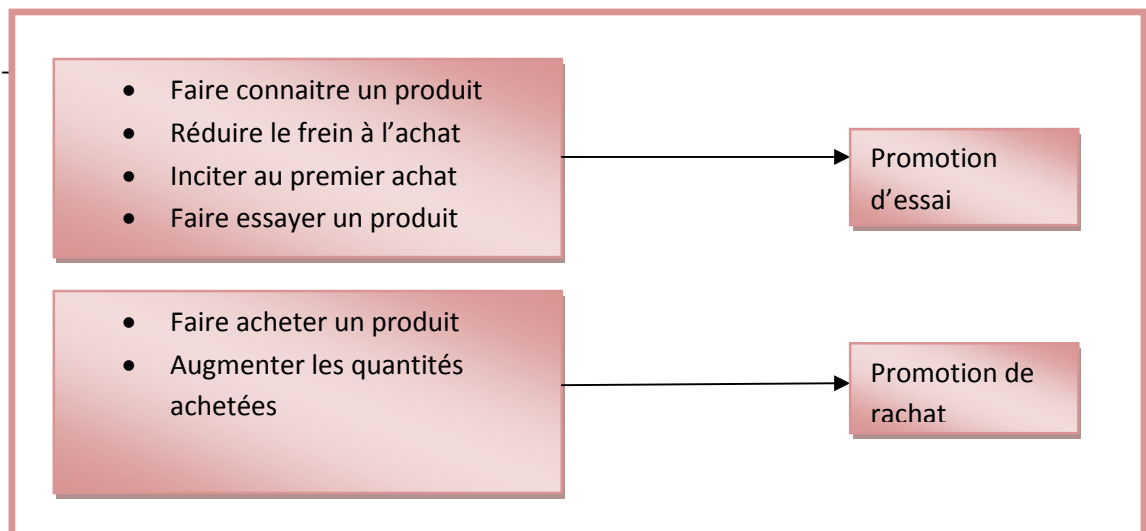 • Faire connaitre un produit
• Réduire le frein à l’achat
• Inciter au premier achat
• Faire essayer un produit
Promotion
d’essai
• Faire acheter un produit
• Augmenter les quantités
achetées
Promotion de
rachat